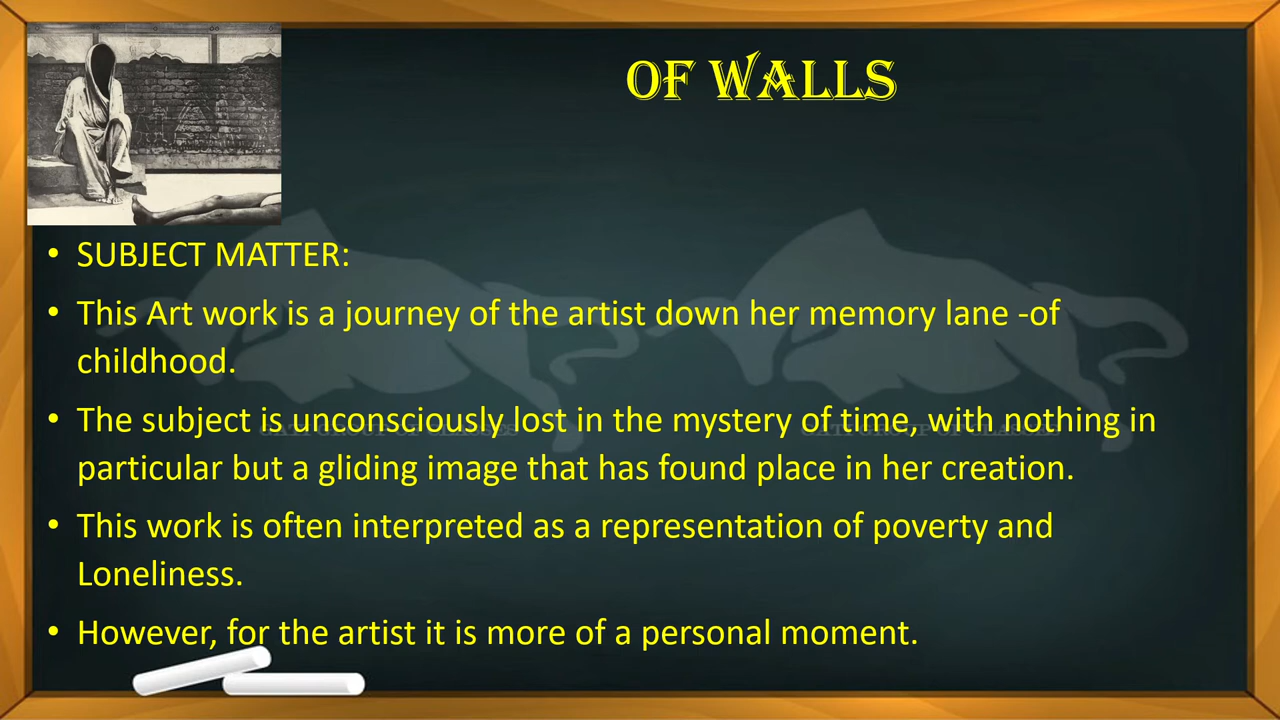 OF WALLS
• SUBJECT MATTER:
• This Art work is a journey of the artist down her memory lane -of
childhood.
• The subject is unconsciously lost in the mystery of time, with nothing in
particular but a gliding image that has found place in her creation.
• This work is often interpreted as a representation of poverty and
Loneliness.
• However, for the artist it is more of a personal moment.